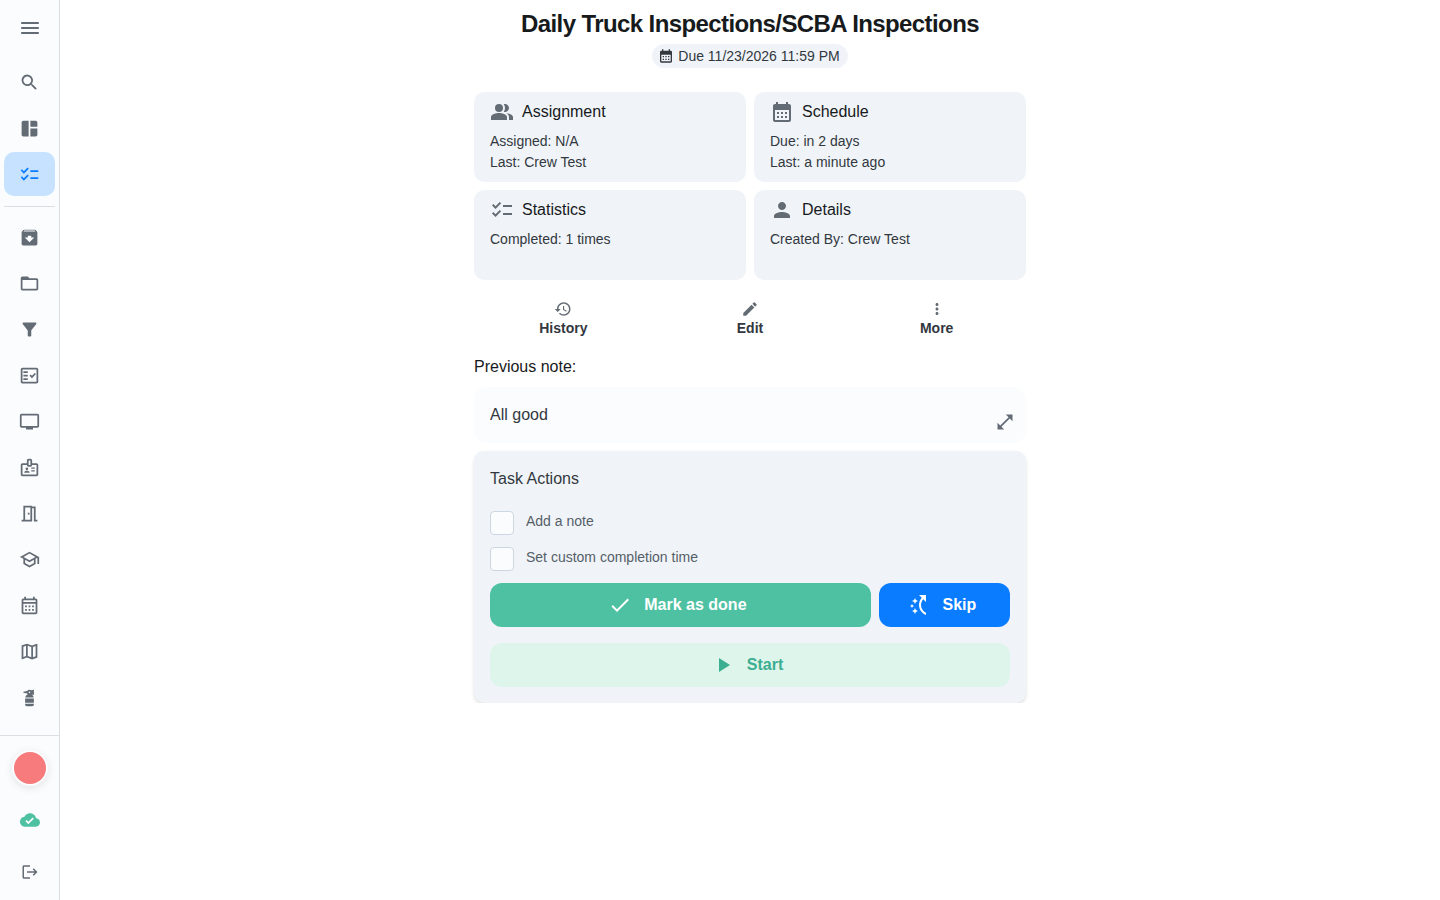 Daily Truck Inspections/SCBA Inspections
Due 11/23/2026 11:59 PM
Assignment
Assigned: N/A
Last: Crew Test
Schedule
Due: in 2 days
Last: a minute ago
Statistics
Completed: 1 times
Details
Created By: Crew Test
History
Edit
More
Previous note:
All good
Task Actions
Add a note
Set custom completion time
Mark as done
Skip
Start